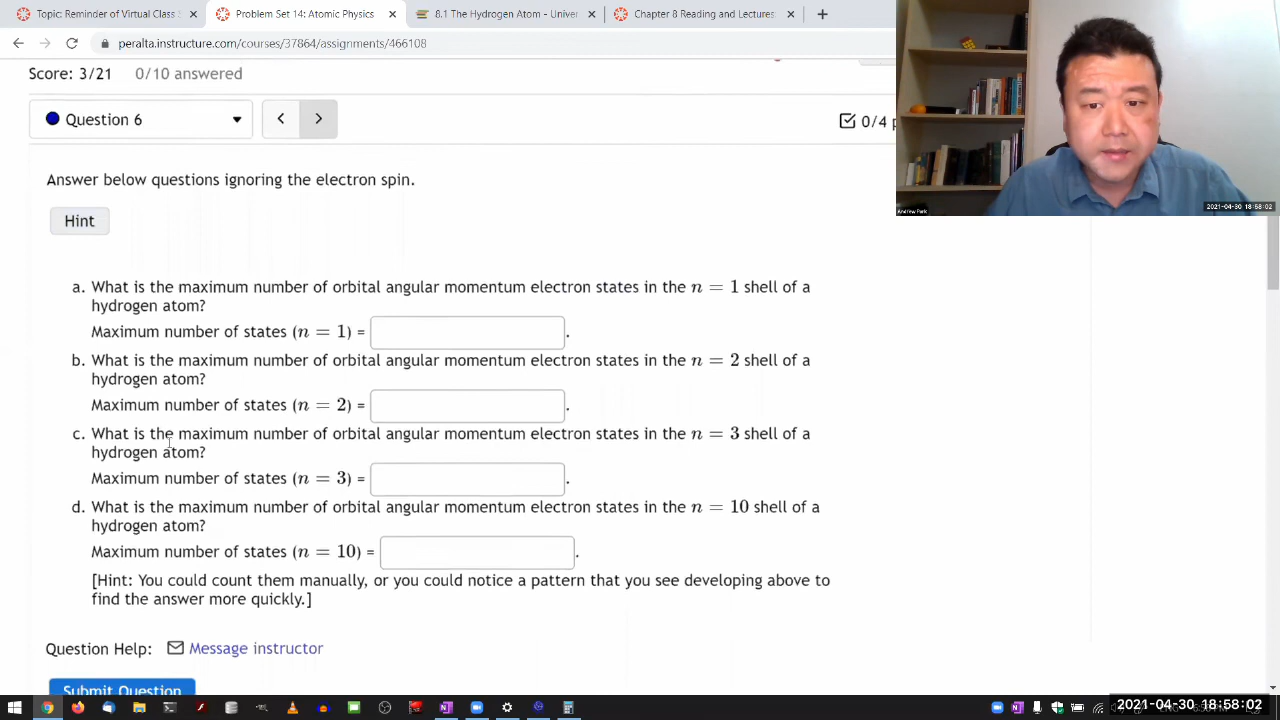 Topic Reminders for Exam
Problem Set 14: Physics
8.1 The Hydrogen Atom - Univer
Chapter 8 Reading and Lectures:
peralta.instructure.com/course/37864/assignments/466108
Score: 3/21 0/10 answered
Question 6
0/4 p
Answer below questions ignoring the electron spin.
Hint
a. What is the maximum number of orbital angular momentum electron states in the n = 1 shell of a
hydrogen atom?
Maximum number of states (n = 1) = .
b. What is the maximum number of orbital angular momentum electron states in the n = 2 shell of a
hydrogen atom?
Maximum number of states (n = 2) = .
c. What is the maximum number of orbital angular momentum electron states in the n = 3 shell of a
hydrogen atom?
Maximum number of states (n = 3) = .
d. What is the maximum number of orbital angular momentum electron states in the n = 10 shell of a
hydrogen atom?
Maximum number of states (n = 10) = .
[Hint: You could count them manually, or you could notice a pattern that you see developing above to
find the answer more quickly.]
Question Help: Message instructor
Submit Question
Andrew Park
2021-04-30 18:58:02
2021-04-30 18:58:02